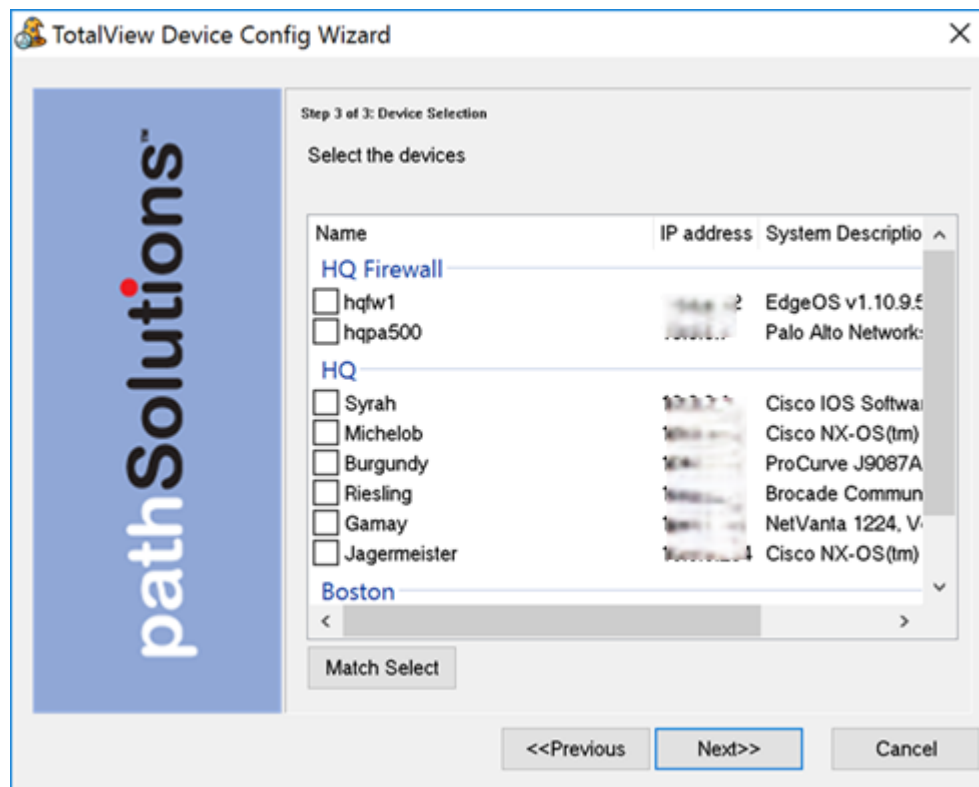 TotalView Device Config Wizard
pathSolutions™
Step 3 of 3: Device Selection
Select the devices
Name IP address System Descriptio
HQ Firewall
hqfw1 EdgeOS v1.10.9.5
hqpa500 Palo Alto Network
HQ
Syrah Cisco IOS Softwa
Michelob Cisco NX-OS(tm)
Burgundy ProCurve J9087A
Riesling Brocade Commun
Gamay NetVanta 1224, V
Jagermeister Cisco NX-OS(tm)
Boston
Match Select
<<Previous Next>> Cancel